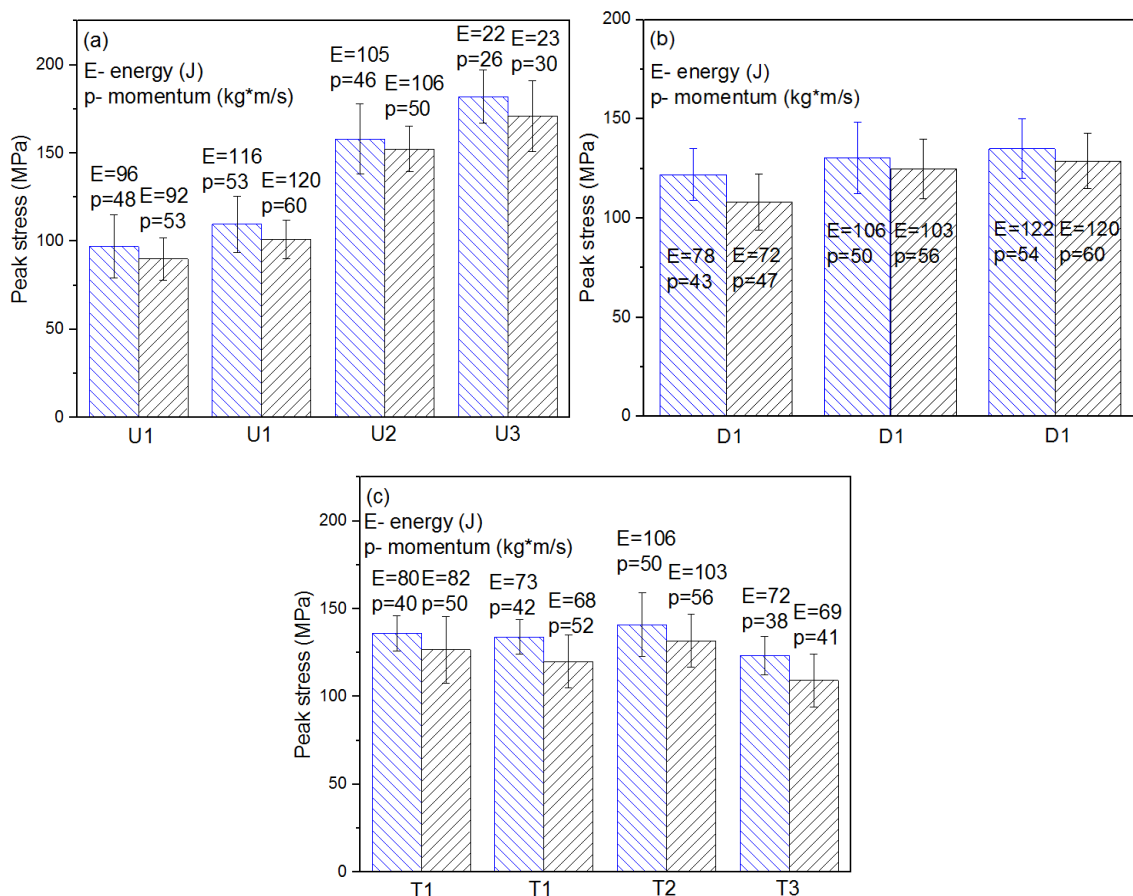 (a)
E- energy (J)
p- momentum (kg*m/s)
E=96
p=48
E=92
p=53
E=116
p=53
E=120
p=60
E=105
p=46
E=106
p=50
E=22
p=26
E=23
p=30
Peak stress (MPa)
200
150
100
50
0
U1
U1
U2
U3
(b)
E- energy (J)
p- momentum (kg*m/s)
E=78
p=43
E=72
p=47
E=106
p=50
E=103
p=56
E=122
p=54
E=120
p=60
Peak stress (MPa)
200
150
100
50
0
D1
D1
D1
(c)
E- energy (J)
p- momentum (kg*m/s)
E=80
p=40
E=82
p=50
E=73
p=42
E=68
p=52
E=106
p=50
E=103
p=56
E=72
p=38
E=69
p=41
Peak stress (MPa)
200
150
100
50
0
T1
T1
T2
T3